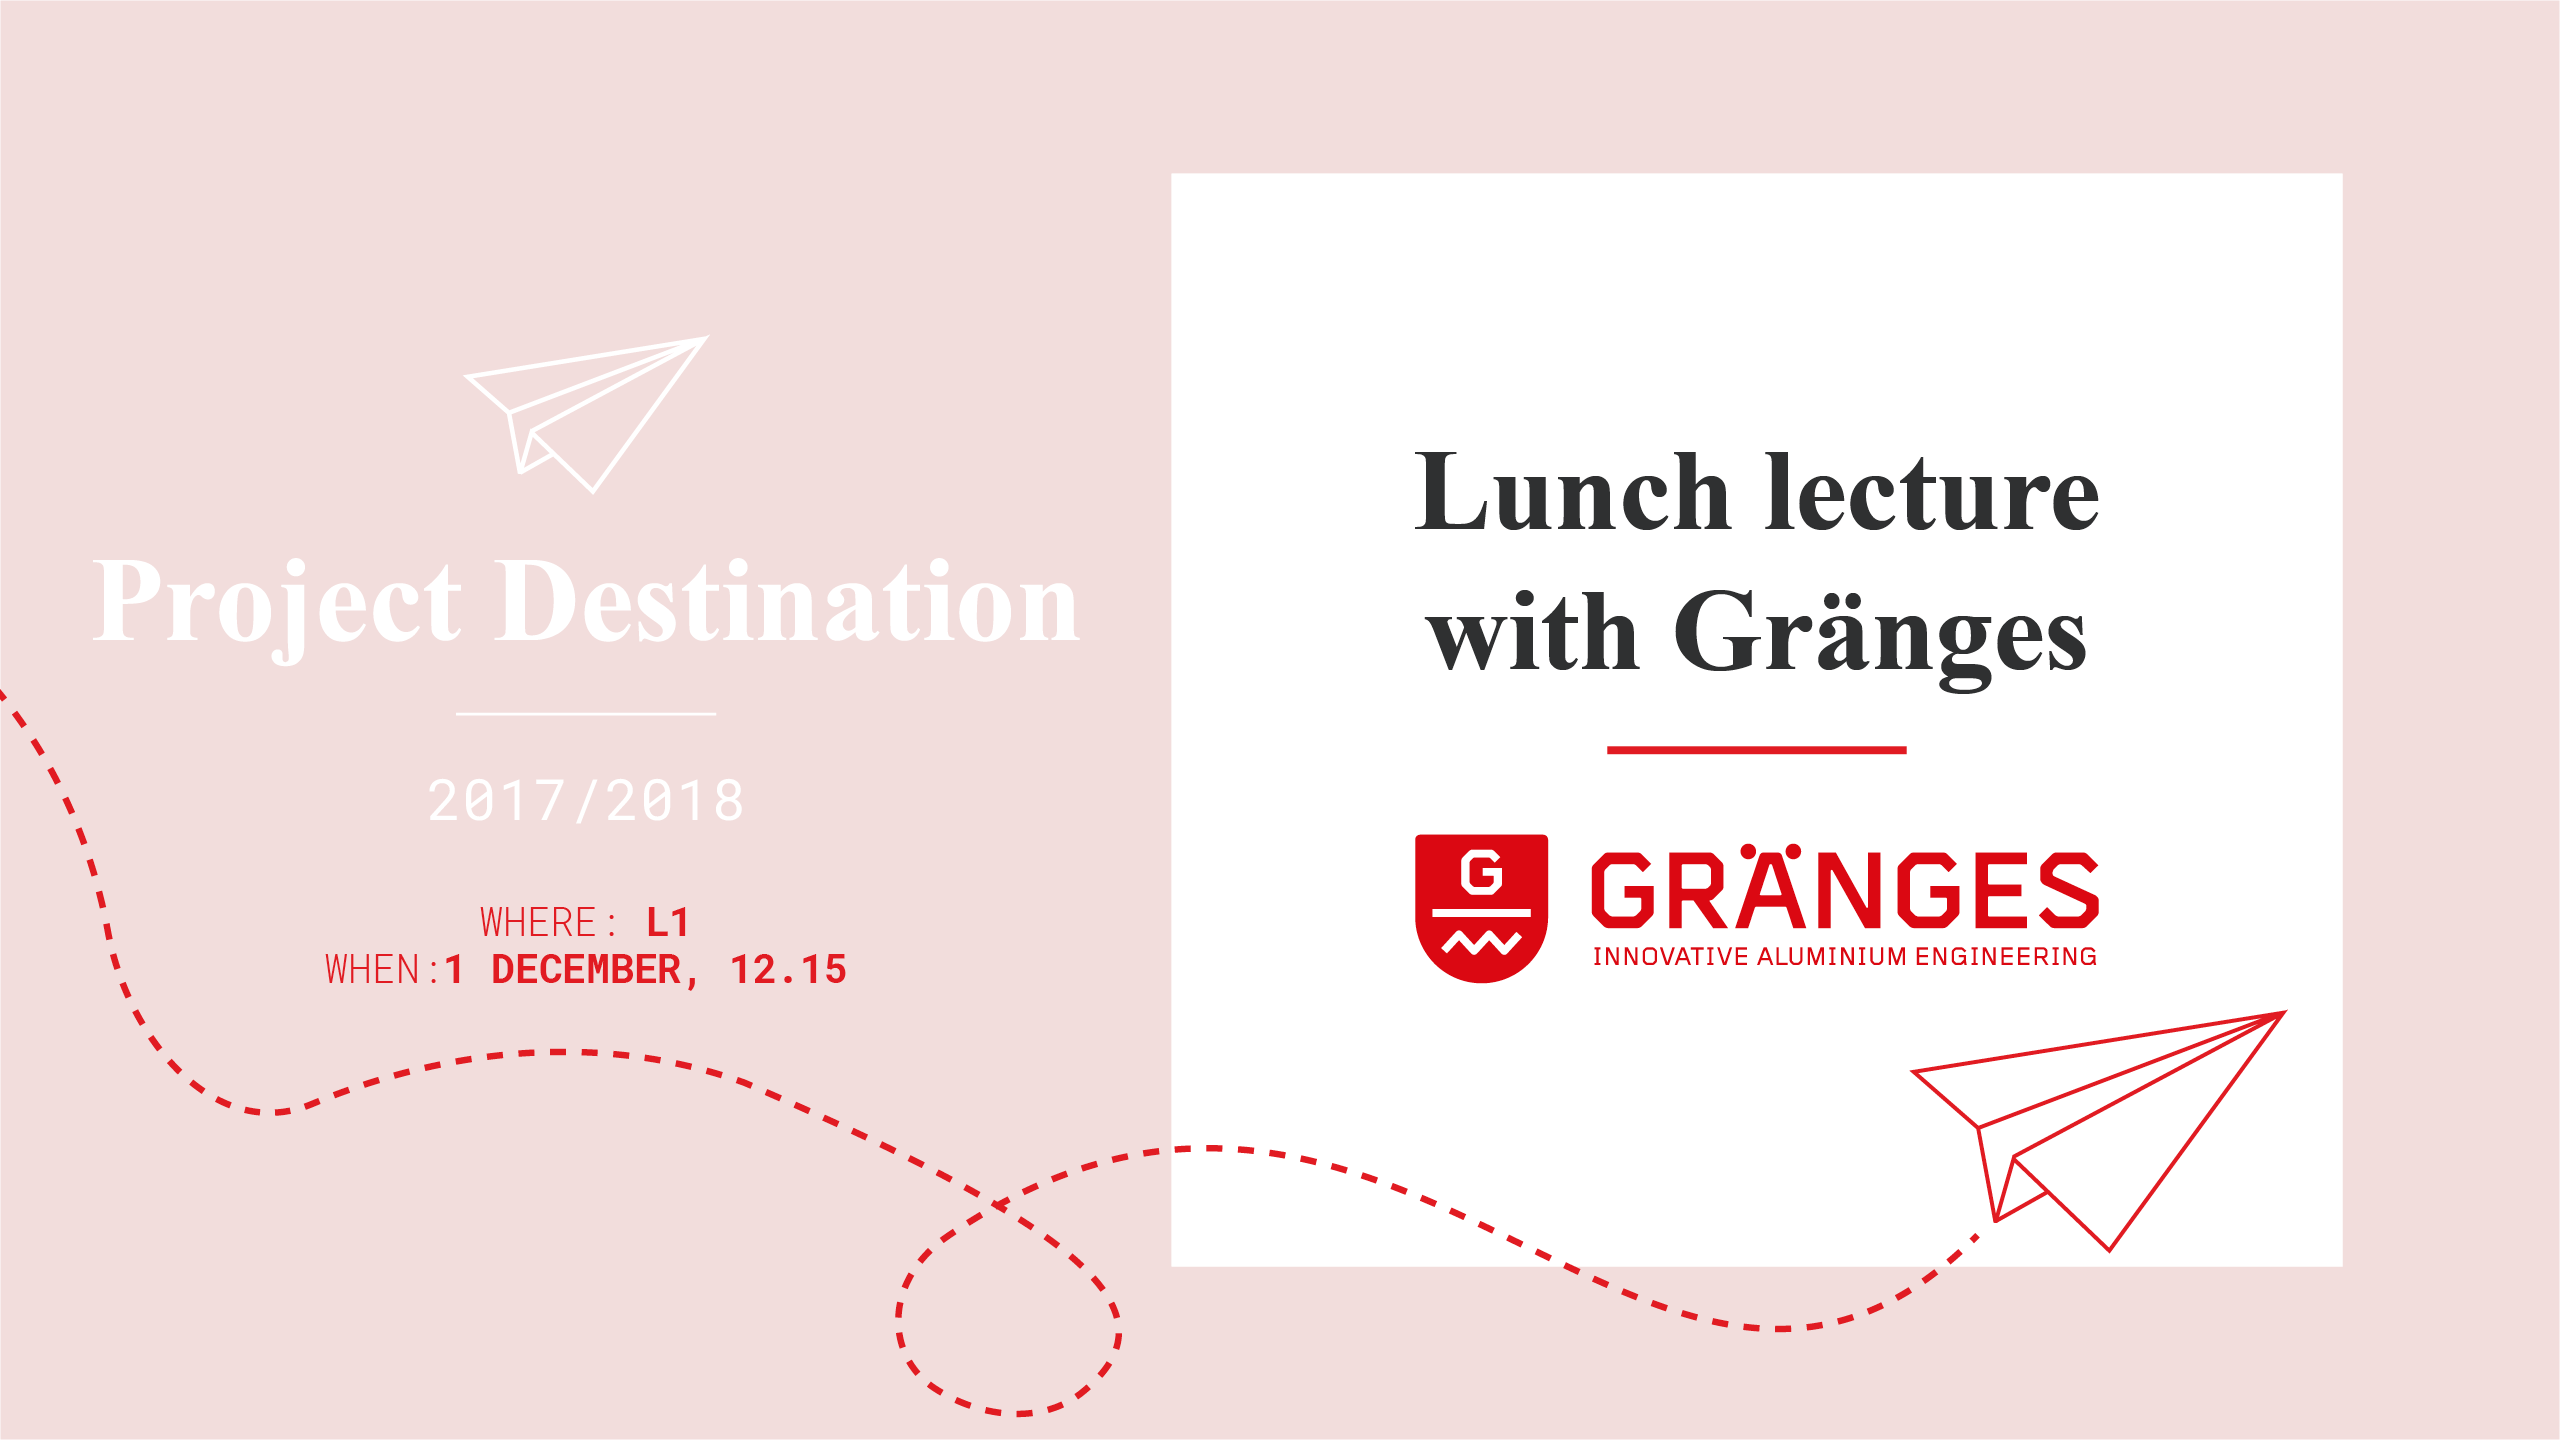 Project Destination
2017/2018
WHERE: L1
WHEN:1 DECEMBER, 12.15
Lunch lecture
with Gränges
G
GRÄNGES
INNOVATIVE ALUMINIUM ENGINEERING